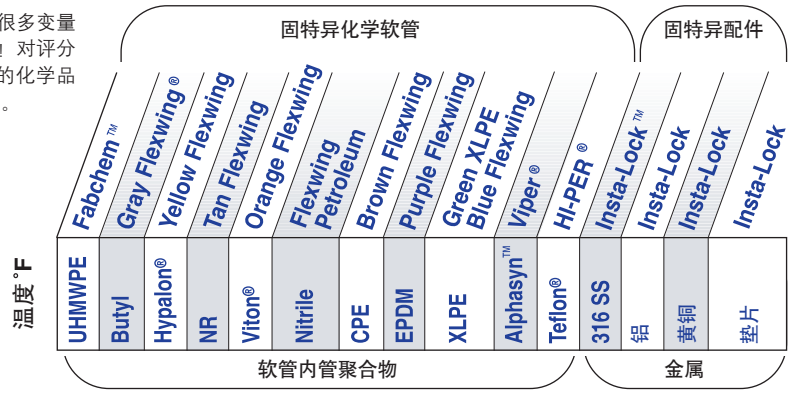 很多变量
！对评分
的化学品
。
固特异化学软管
固特异配件
Fabchem™
Gray Flexwing®
Yellow Flexwing
Tan Flexwing
Orange Flexwing
Flexwing
Petroleum
Brown Flexwing
Purple Flexwing
Green XLPE
Blue Flexwing
Viper®
HI-PER®
Insta-Lock™
Insta-Lock
Insta-Lock
Insta-Lock
温度 °F
UHMWPE
Butyl
Hypalon®
NR
Viton®
Nitrile
CPE
EPDM
XLPE
Alphasyn™
Teflon®
316 SS
铝
黄铜
垫片
软管内管聚合物
金属